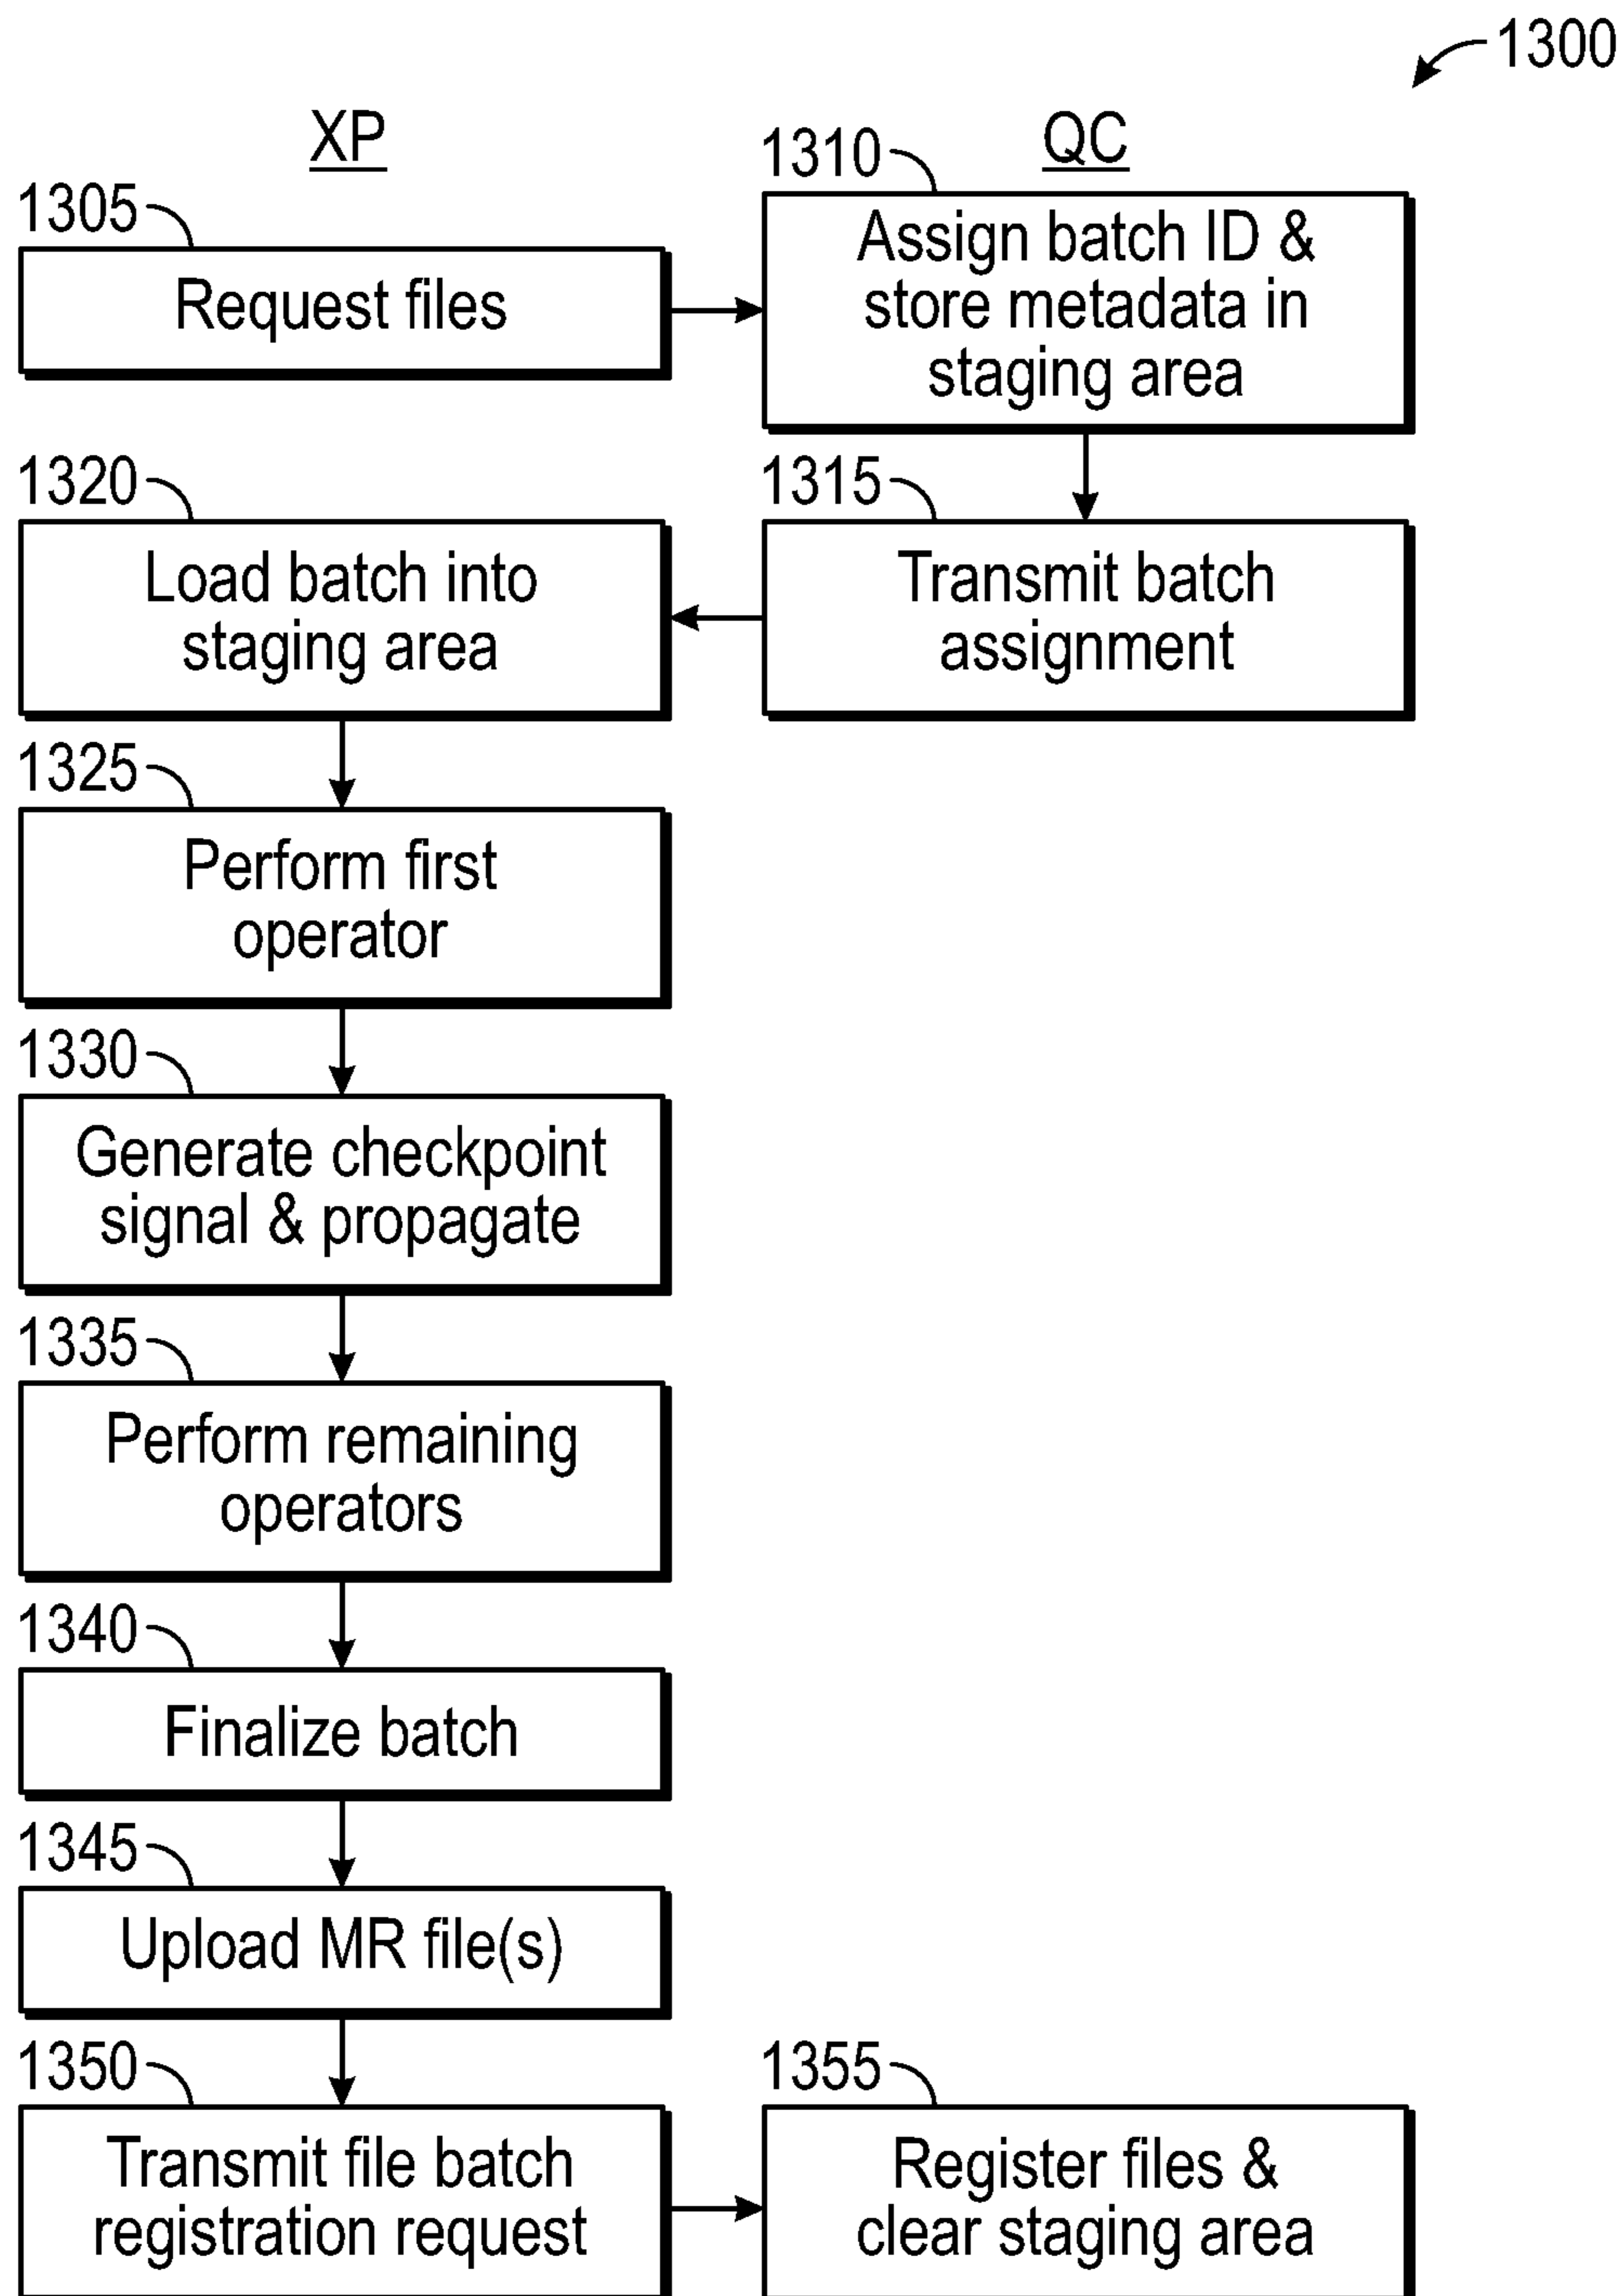 1300
XP
QC
1305
Request files
1310
Assign batch ID &
store metadata in
staging area
1315
Transmit batch
assignment
1320
Load batch into
staging area
1325
Perform first
operator
1330
Generate checkpoint
signal & propagate
1335
Perform remaining
operators
1340
Finalize batch
1345
Upload MR file(s)
1350
Transmit file batch
registration request
1355
Register files &
clear staging area